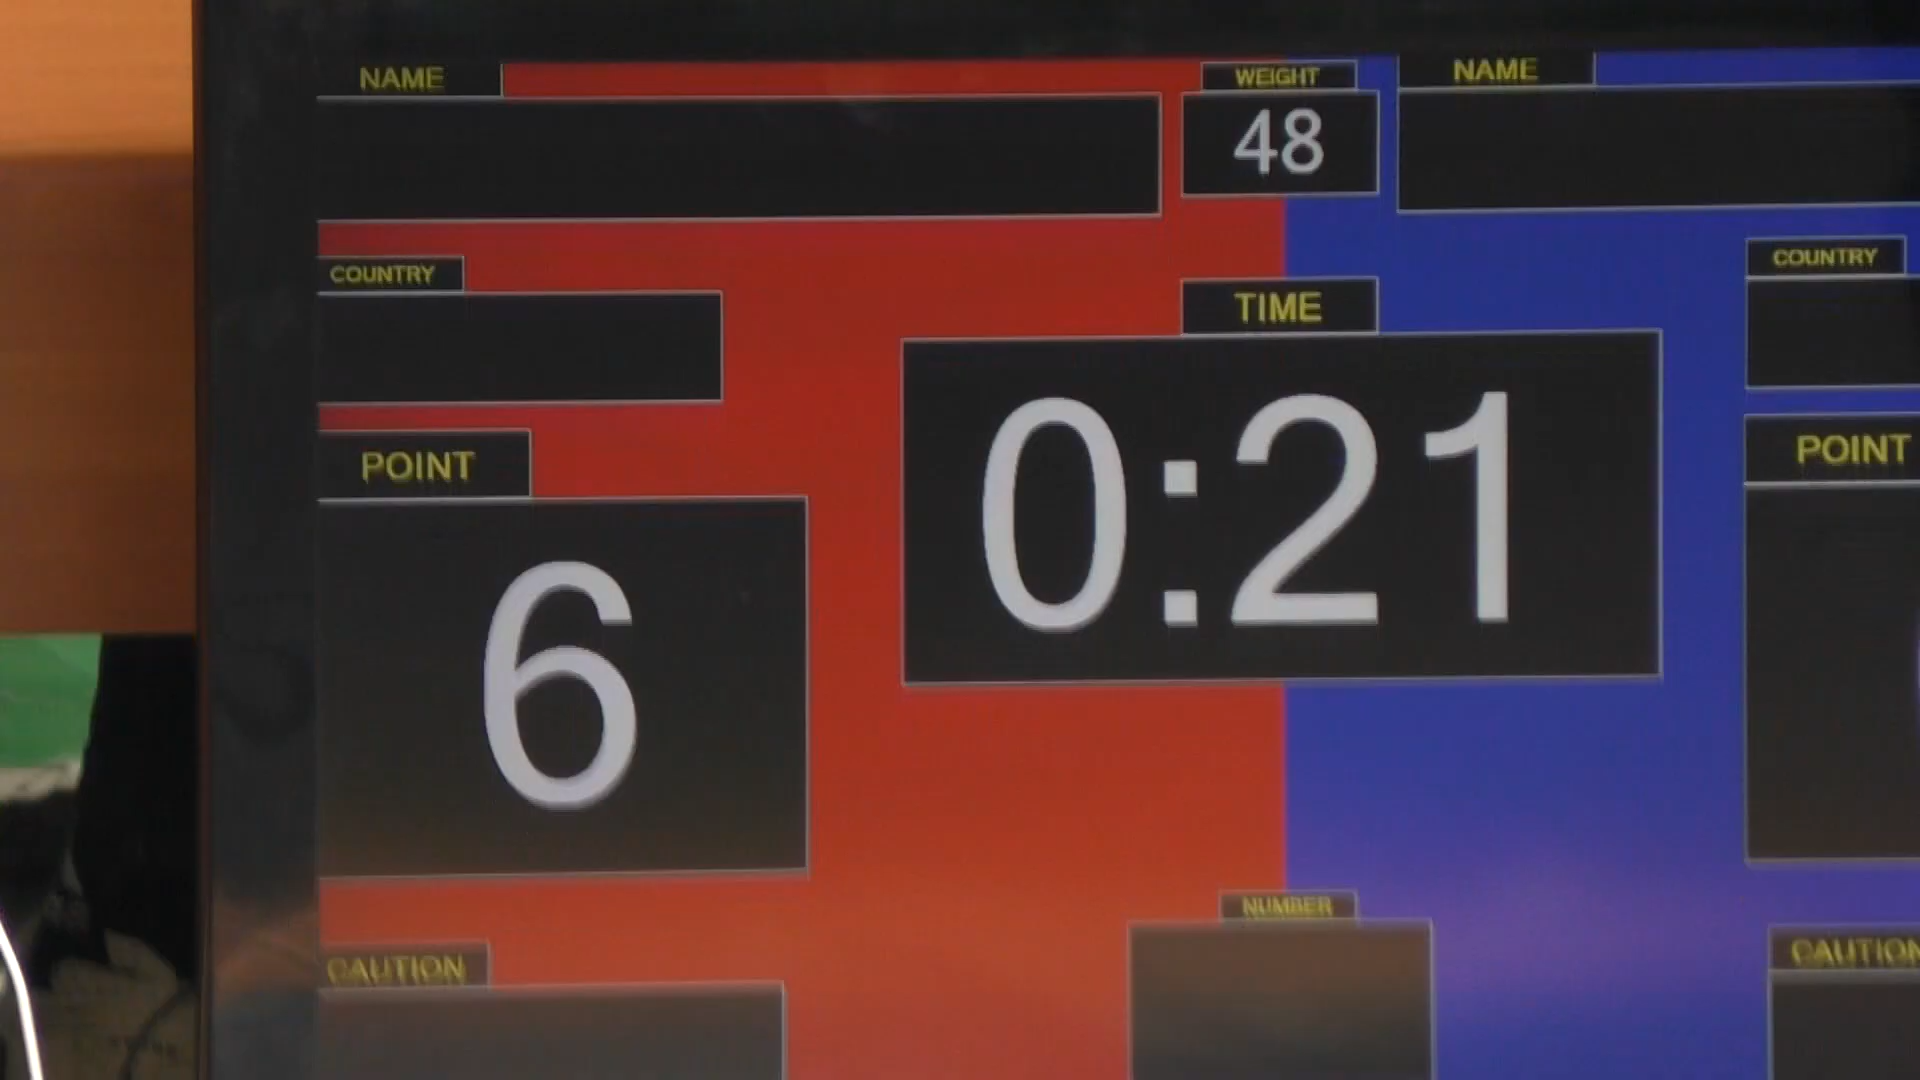 NAME
WEIGHT
NAME
48
COUNTRY
COUNTRY
TIME
0:21
POINT
POINT
6
NUMBER
CAUTION
CAUTION